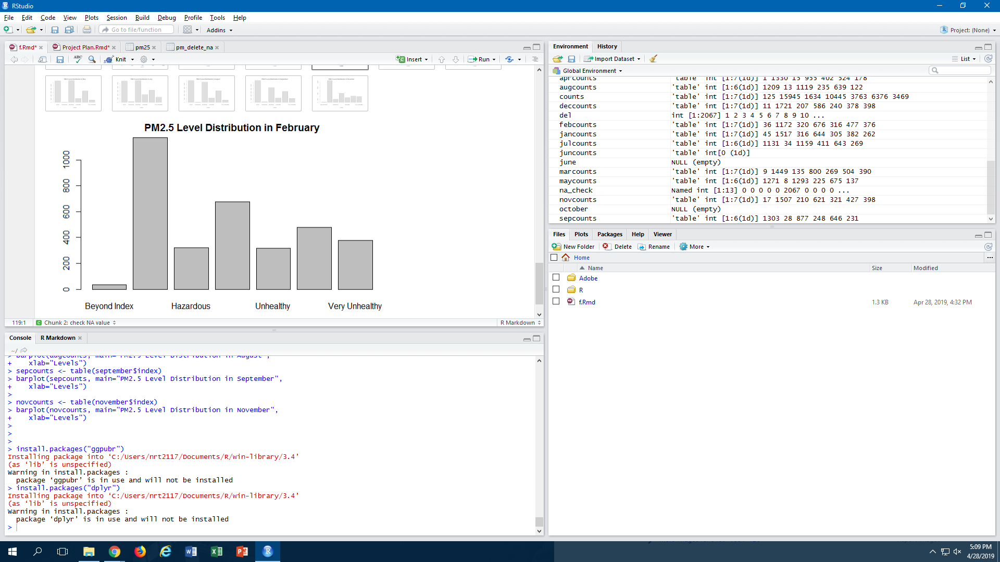 RStudio
File Edit Code View Plots Session Build Debug Profile Tools Help
Go to file/function Addins Project: (None)
f.Rmd* Project Plan.Rmd* pm25 pm_delete_na
ABC Knit Insert Run
PM2.5 Level Distribution in February
1000
800
600
400
200
0
Beyond Index Hazardous Unhealthy Very Unhealthy
119:1 Chunk 2: check NA value R Markdown
Console R Markdown
~/
> barplot(augcounts, main="PM2.5 Level Distribution in August",
+    xlab="Levels")
> sepcounts <- table(september$index)
> barplot(sepcounts, main="PM2.5 Level Distribution in September",
+    xlab="Levels")
>
> novcounts <- table(november$index)
> barplot(novcounts, main="PM2.5 Level Distribution in November",
+    xlab="Levels")
>
>
>
> install.packages("ggpubr")
Installing package into ‘C:/Users/nrt2117/Documents/R/win-library/3.4’
(as ‘lib’ is unspecified)
Warning in install.packages :
  package ‘ggpubr’ is in use and will not be installed
> install.packages("dplyr")
Installing package into ‘C:/Users/nrt2117/Documents/R/win-library/3.4’
(as ‘lib’ is unspecified)
Warning in install.packages :
  package ‘dplyr’ is in use and will not be installed
>
Environment History
Import Dataset List
Global Environment
aprcounts 'table' int [1:7(1d)] 1 1330 15 955 402 524 178
augcounts 'table' int [1:6(1d)] 1209 13 1119 235 639 122
counts 'table' int [1:7(1d)] 125 15945 1634 10445 3763 6376 3469
deccounts 'table' int [1:7(1d)] 11 1721 207 586 240 378 398
del int [1:2067] 1 2 3 4 5 6 7 8 9 10 ...
febcounts 'table' int [1:7(1d)] 36 1172 320 676 316 477 376
jancounts 'table' int [1:7(1d)] 45 1517 316 644 305 382 262
julcounts 'table' int [1:6(1d)] 1131 34 1159 411 643 269
juncounts 'table' int[0 (1d)]
june NULL (empty)
marcounts 'table' int [1:7(1d)] 9 1449 135 800 269 504 390
maycounts 'table' int [1:6(1d)] 1271 8 1293 225 675 137
na_check Named int [1:13] 0 0 0 0 0 2067 0 0 0 0 ...
novcounts 'table' int [1:7(1d)] 17 1507 210 621 321 427 398
october NULL (empty)
sepcounts 'table' int [1:6(1d)] 1303 28 877 248 646 231
Files Plots Packages Help Viewer
New Folder Delete Rename More
Home ...
Name Size Modified
Adobe
R
f.Rmd 1.3 KB Apr 28, 2019, 4:32 PM
5:09 PM
4/28/2019